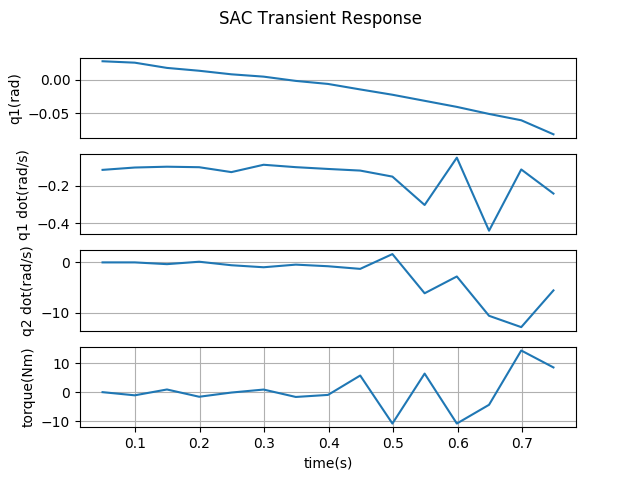 SAC Transient Response
q1(rad)
0.00
−0.05
q1 dot(rad/s)
−0.2
−0.4
q2 dot(rad/s)
0
−10
torque(Nm)
10
0
−10
0.1 0.2 0.3 0.4 0.5 0.6 0.7
time(s)